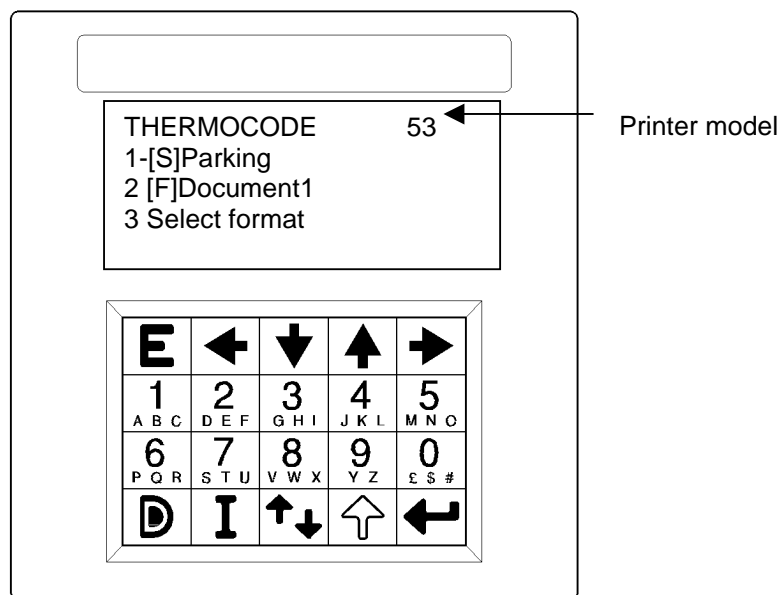 THERMOCODE 53
Printer model
1-[S]Parking
2 [F]Document1
3 Select format
E
1 2 3 4 5
A B C D E F G H I J K L M N O
6 7 8 9 0
P Q R S T U V W X Y Z £ $ #
D I